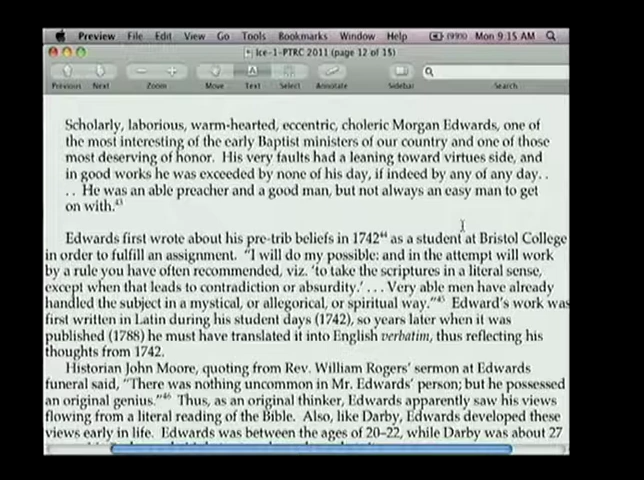 Preview File Edit View Go Tools Bookmarks Window Help Mon 9:15 AM
Ice-1-PTRC 2011 (page 12 of 15)
Previous Next Zoom Move Text Select Annotate Sidebar Search
Scholarly, laborious, warm-hearted, eccentric, choleric Morgan Edwards, one of
the most interesting of the early Baptist ministers of our country and one of those
most deserving of honor. His very faults had a leaning toward virtues side, and
in good works he was exceeded by none of his day, if indeed by any of any day. .
. . He was an able preacher and a good man, but not always an easy man to get
on with.43
Edwards first wrote about his pre-trib beliefs in 174244 as a student at Bristol College
in order to fulfill an assignment. "I will do my possible: and in the attempt will work
by a rule you have often recommended, viz. 'to take the scriptures in a literal sense,
except when that leads to contradiction or absurdity.' . . . Very able men have already
handled the subject in a mystical, or allegorical, or spiritual way."45 Edward's work was
first written in Latin during his student days (1742), so years later when it was
published (1788) he must have translated it into English verbatim, thus reflecting his
thoughts from 1742.
Historian John Moore, quoting from Rev. William Rogers' sermon at Edwards
funeral said, "There was nothing uncommon in Mr. Edwards' person; but he possessed
an original genius."46 Thus, as an original thinker, Edwards apparently saw his views
flowing from a literal reading of the Bible. Also, like Darby, Edwards developed these
views early in life. Edwards was between the ages of 20–22, while Darby was about 27